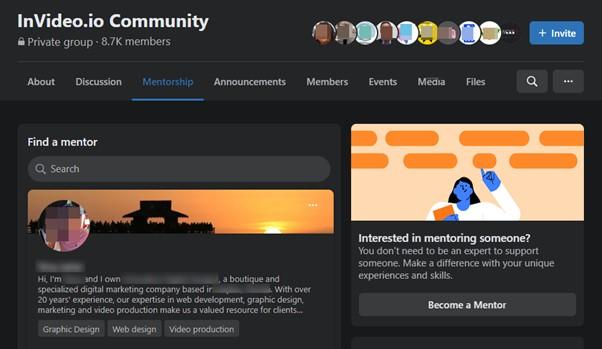 InVideo.io Community
Private group · 8.7K members
+ Invite
About
Discussion
Mentorship
Announcements
Members
Events
Media
Files
Find a mentor
Search
Hi, I'm and I own , a boutique and
specialized digital marketing company based in . With over
20 years' experience, our expertise in web development, graphic design,
marketing and video production make us a valued resource for clients...
Graphic Design
Web design
Video production
Interested in mentoring someone?
You don't need to be an expert to support
someone. Make a difference with your unique
experiences and skills.
Become a Mentor